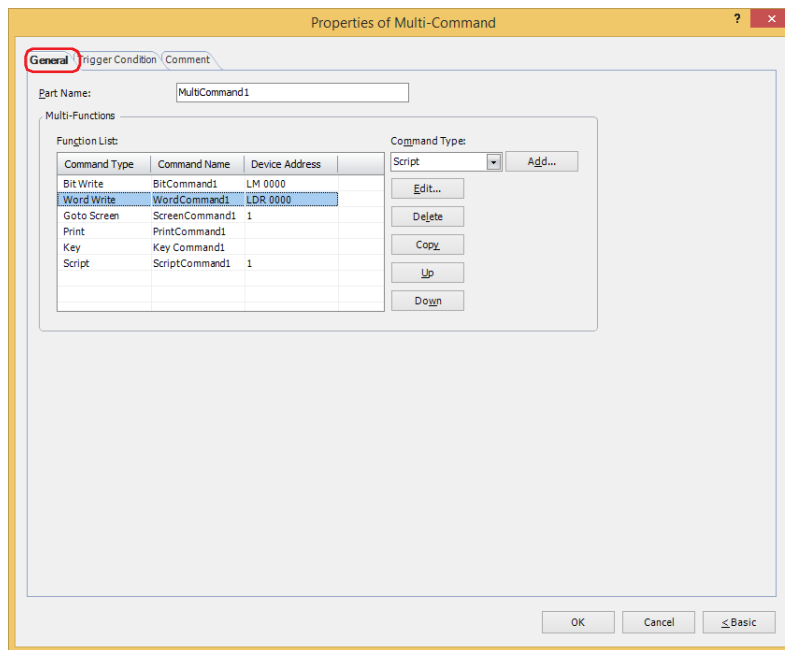 Properties of Multi-Command
?
General Trigger Condition Comment
Part Name: MultiCommand1
Multi-Functions
Function List: Command Type:
Command Type Command Name Device Address Script Add...
Bit Write BitCommand1 LM 0000 Edit...
Word Write WordCommand1 LDR 0000
Goto Screen ScreenCommand1 1 Delete
Print PrintCommand1
Key Key Command1 Copy
Script ScriptCommand1 1
Up
Down
OK Cancel < Basic